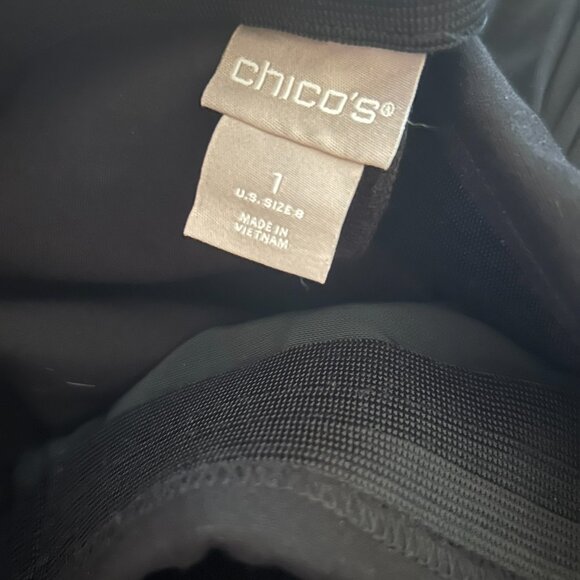 chico's®
1
U.S. SIZE 8
MADE IN
VIETNAM